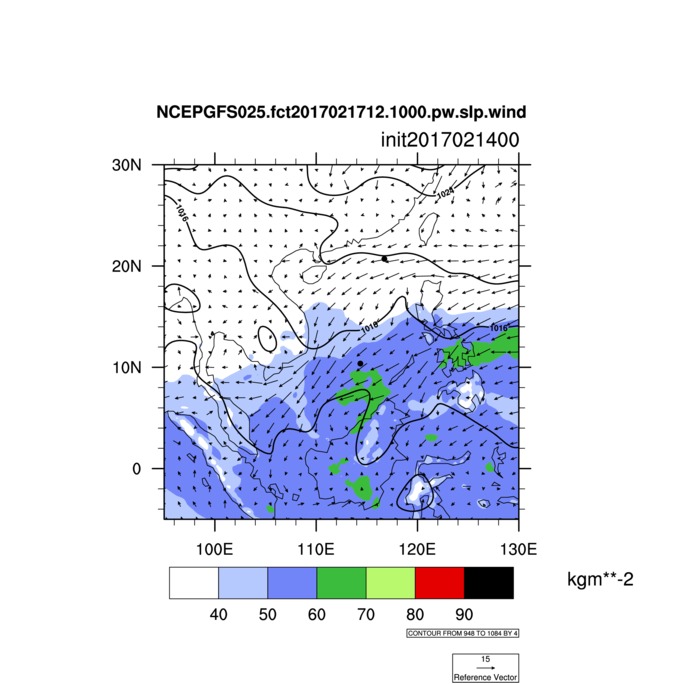 NCEPGFS025.fct2017021712.1000.pw.slp.wind
init2017021400
30N
1024
1016
20N
1016
1016
10N
0
100E 110E 120E 130E
kgm**-2
40 50 60 70 80 90
CONTOUR FROM 948 TO 1084 BY 4
15
Reference Vector